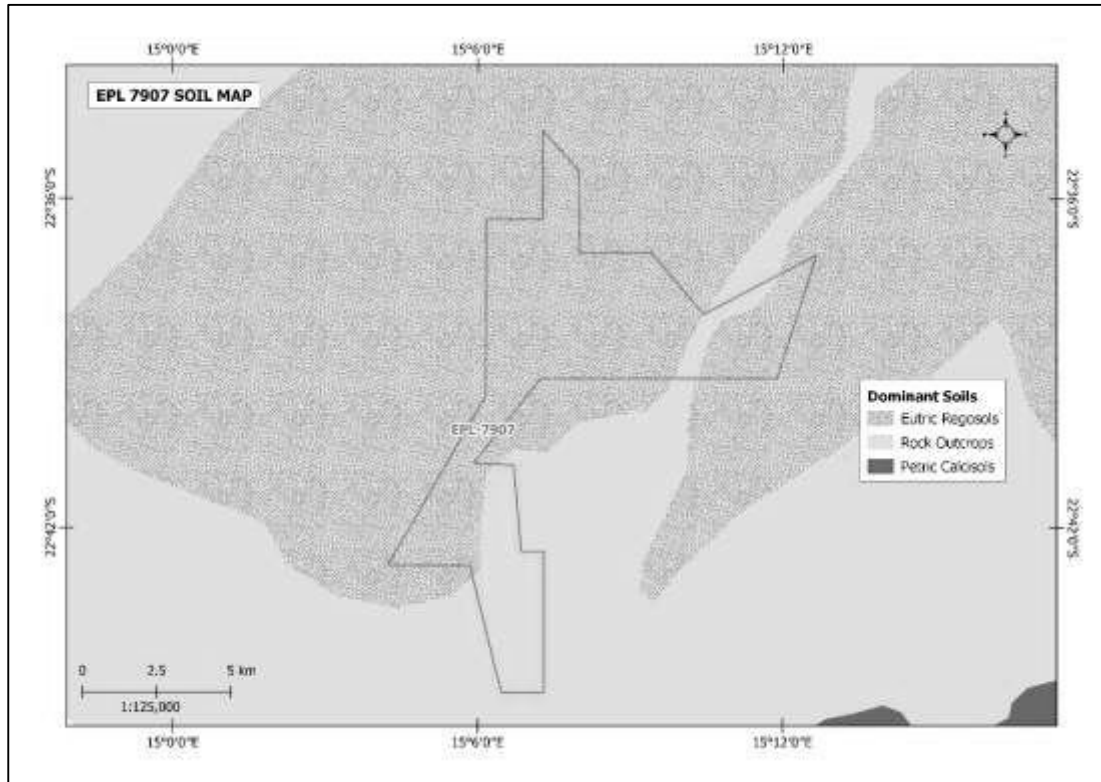 15°0'0"E 15°6'0"E 15°12'0"E
EPL 7907 SOIL MAP
22°36'0"S 22°36'0"S
Dominant Soils
Eutric Regosols
Rock Outcrops
Petric Calcisols
EPL-7907
22°42'0"S 22°42'0"S
0 2.5 5 km
1:125,000
15°0'0"E 15°6'0"E 15°12'0"E